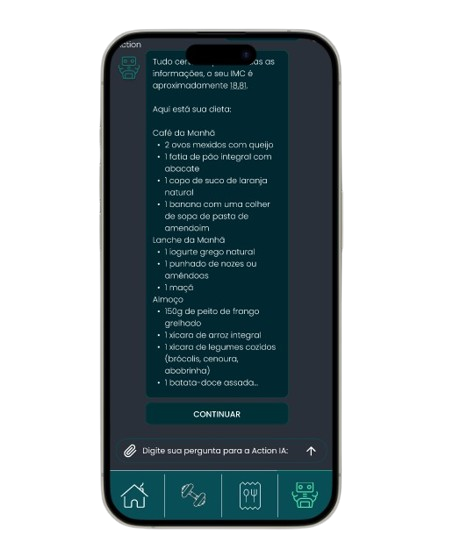 Action
Tudo
as
informações, o seu IMC é
aproximadamente 18,81.
Aqui está sua dieta:
Café da Manhã
• 2 ovos mexidos com queijo
• 1 fatia de pão integral com
abacate
• 1 copo de suco de laranja
natural
• 1 banana com uma colher
de sopa de pasta de
amendoim
Lanche da Manhã
• 1 iogurte grego natural
• 1 punhado de nozes ou
amêndoas
• 1 maçã
Almoço
• 150g de peito de frango
grelhado
• 1 xícara de arroz integral
• 1 xícara de legumes cozidos
(brócolis, cenoura,
abobrinha)
• 1 batata-doce assada...
CONTINUAR
Digite sua pergunta para a Action IA: